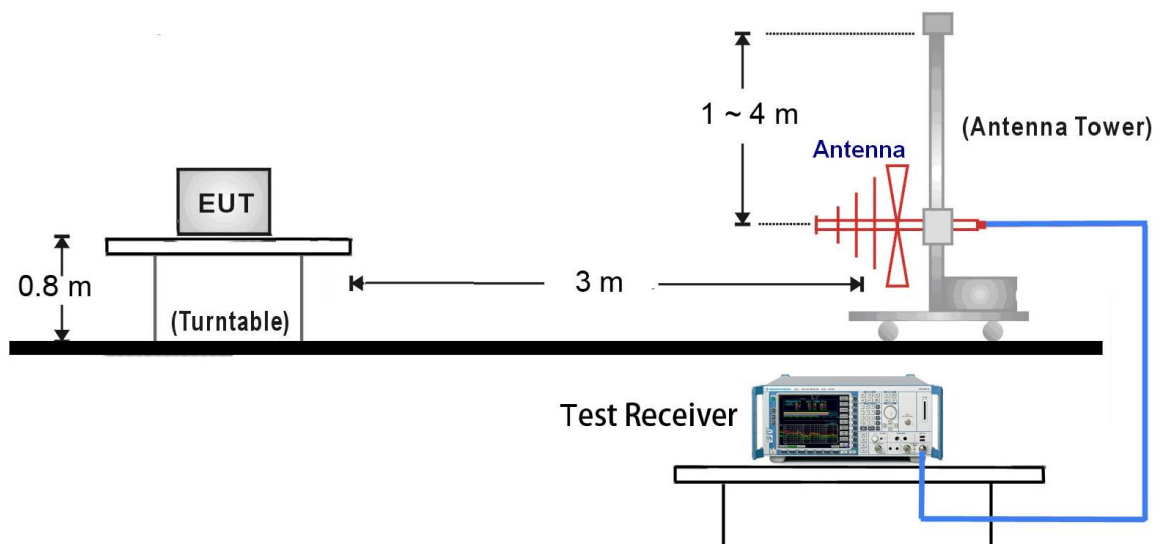 1 ~ 4 m
(Antenna Tower)
Antenna
EUT
0.8 m
3 m
(Turntable)
Test Receiver